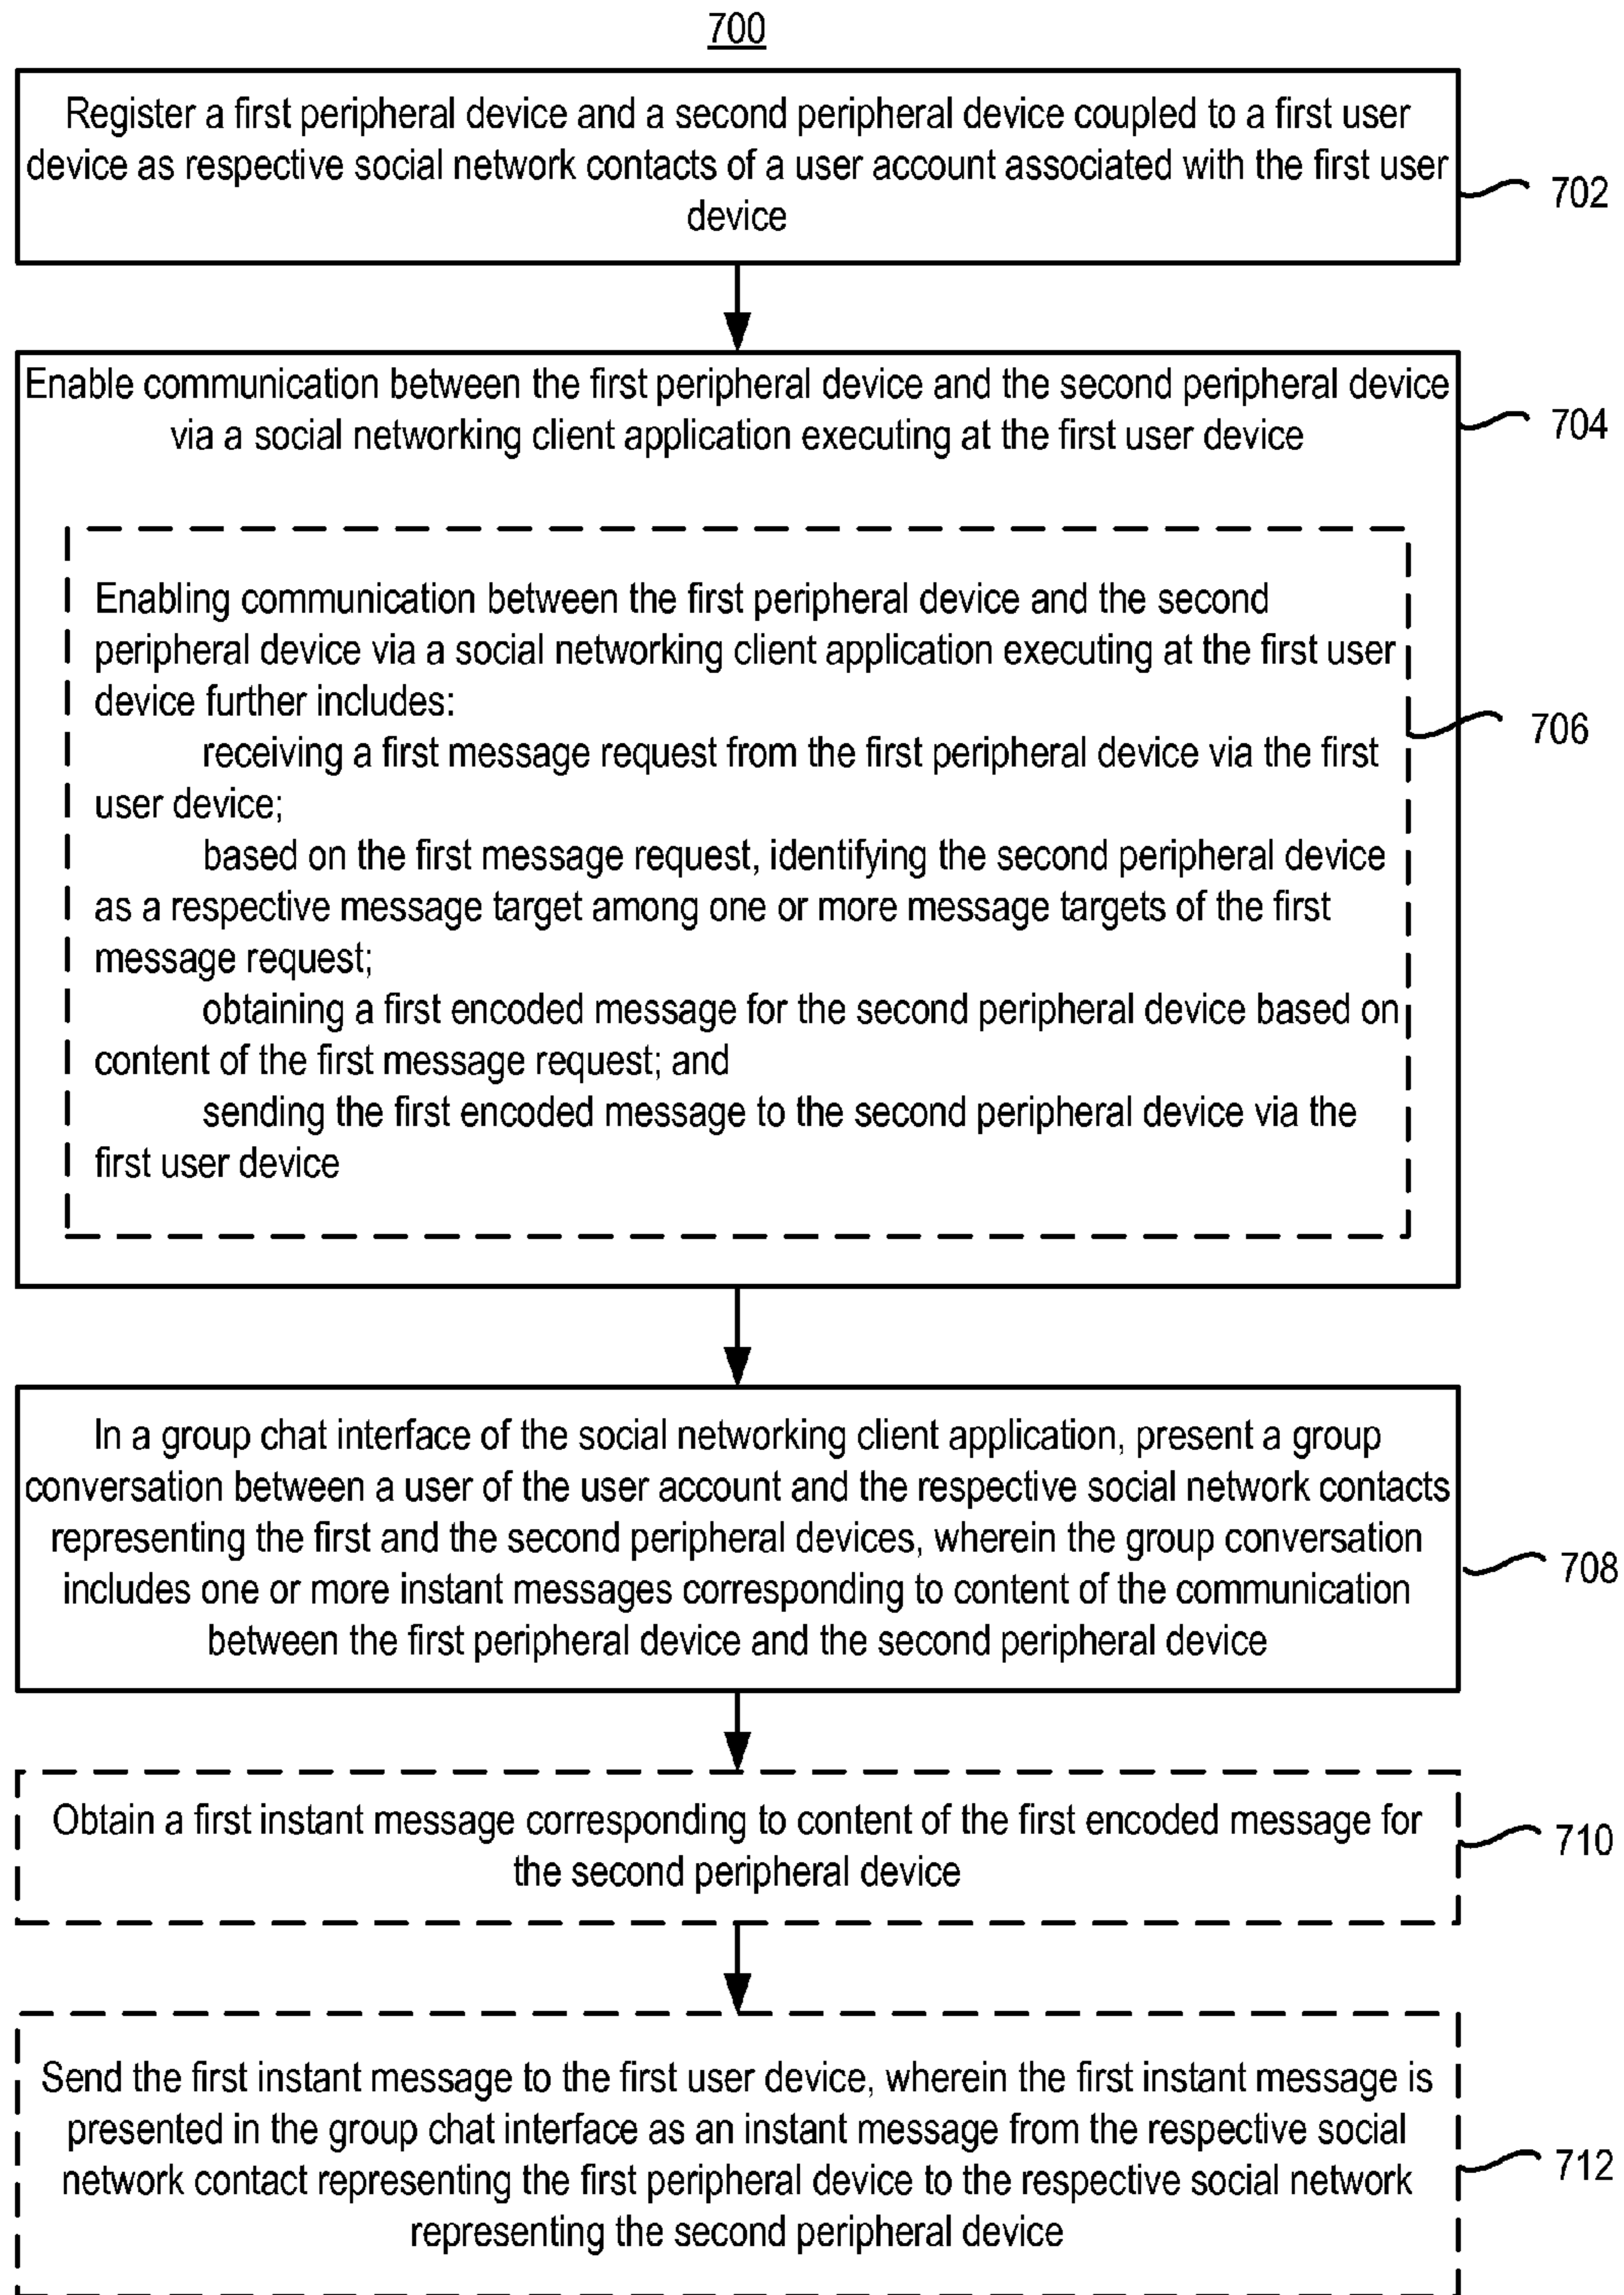 700
Register a first peripheral device and a second peripheral device coupled to a first user
device as respective social network contacts of a user account associated with the first user
device
702
Enable communication between the first peripheral device and the second peripheral device
via a social networking client application executing at the first user device
704
Enabling communication between the first peripheral device and the second
peripheral device via a social networking client application executing at the first user
device further includes:
receiving a first message request from the first peripheral device via the first
user device;
based on the first message request, identifying the second peripheral device
as a respective message target among one or more message targets of the first
message request;
obtaining a first encoded message for the second peripheral device based on
content of the first message request; and
sending the first encoded message to the second peripheral device via the
first user device
706
In a group chat interface of the social networking client application, present a group
conversation between a user of the user account and the respective social network contacts
representing the first and the second peripheral devices, wherein the group conversation
includes one or more instant messages corresponding to content of the communication
between the first peripheral device and the second peripheral device
708
Obtain a first instant message corresponding to content of the first encoded message for
the second peripheral device
710
Send the first instant message to the first user device, wherein the first instant message is
presented in the group chat interface as an instant message from the respective social
network contact representing the first peripheral device to the respective social network
representing the second peripheral device
712